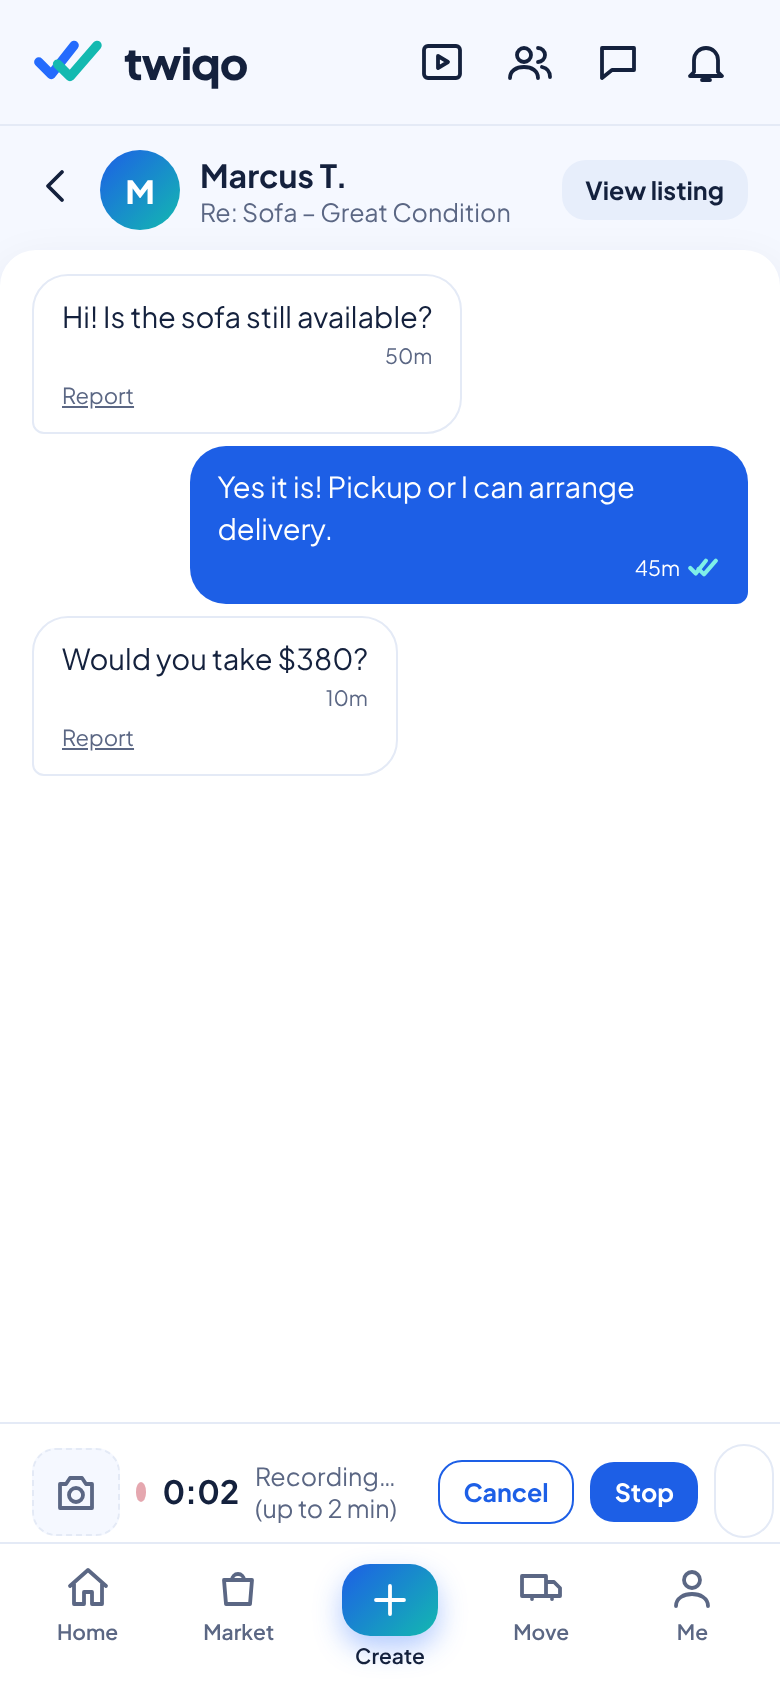 twiqo
M
Marcus T.
Re: Sofa – Great Condition
View listing
Hi! Is the sofa still available?
50m
Report
Yes it is! Pickup or I can arrange
delivery.
45m
Would you take $380?
10m
Report
0:02
Recording...
(up to 2 min)
Cancel
Stop
Home
Market
Create
Move
Me